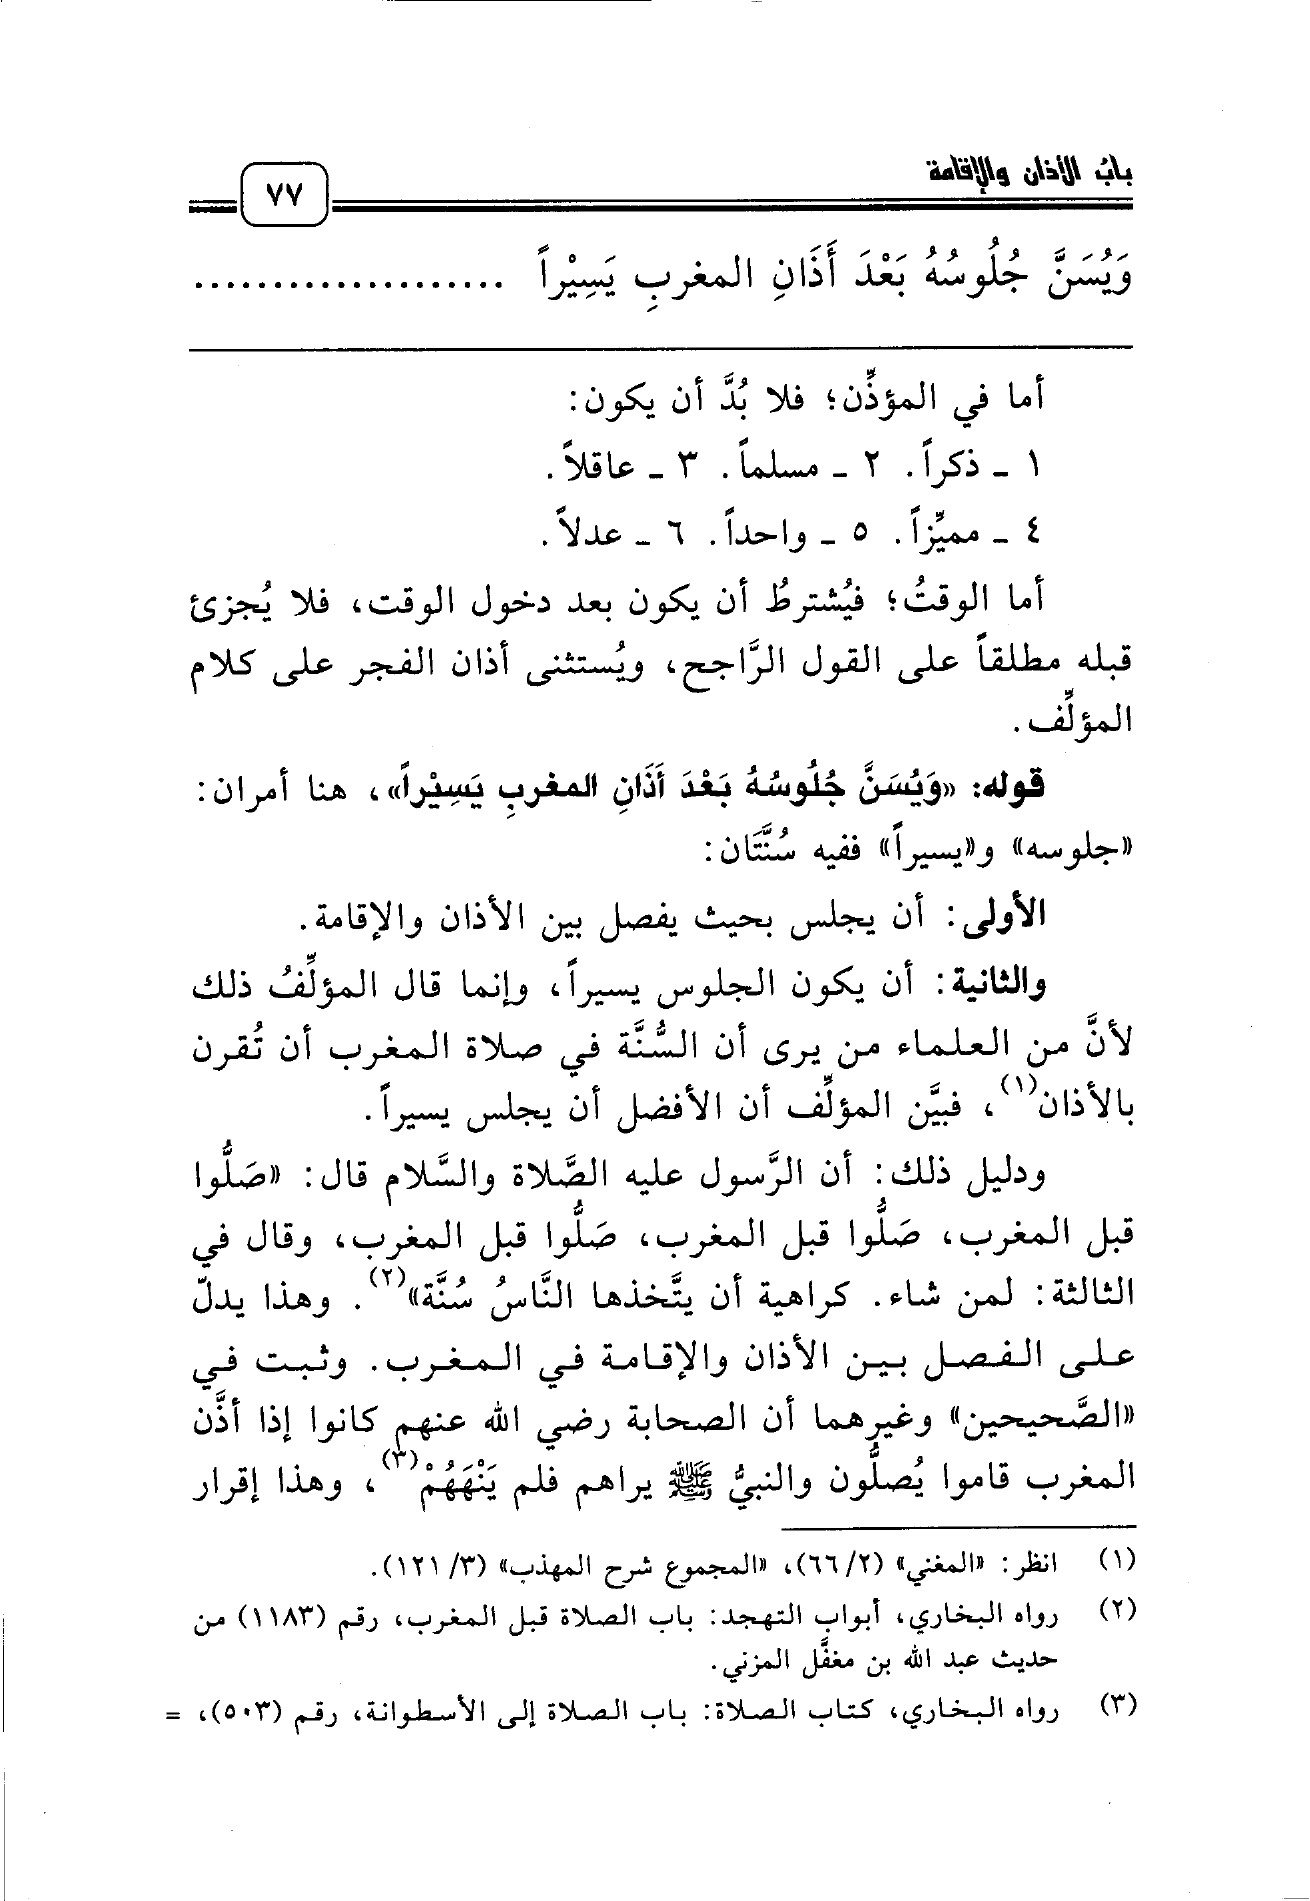 باب الأذان والإقامة
٧٧
وَيُسَنَّ جُلُوسُهُ بَعْدَ أَذَانِ المغربِ يَسِيْراً .....................
أما في المؤذِّن؛ فلا بُدَّ أن يكون:
١ ـ ذكراً. ٢ ـ مسلماً. ٣ ـ عاقلاً.
٤ ـ مميِّزاً. ٥ ـ واحداً. ٦ ـ عدلاً.
أما الوقتُ؛ فيُشترطُ أن يكون بعد دخول الوقت، فلا يُجزئ
قبله مطلقاً على القول الرَّاجح، ويُستثنى أذان الفجر على كلام
المؤلِّف.
قوله: «وَيُسَنَّ جُلُوسُهُ بَعْدَ أَذَانِ المغربِ يَسِيْراً»، هنا أمران:
«جلوسه» و«يسيراً» ففيه سُنَّتَان:
الأولى: أن يجلس بحيث يفصل بين الأذان والإقامة.
والثانية: أن يكون الجلوس يسيراً، وإنما قال المؤلِّفُ ذلك
لأنَّ من العلماء من يرى أن السُّنَّة في صلاة المغرب أن تُقرن
بالأذان(١)، فبيَّن المؤلِّف أن الأفضل أن يجلس يسيراً.
ودليل ذلك: أن الرَّسول عليه الصَّلاة والسَّلام قال: «صَلُّوا
قبل المغرب، صَلُّوا قبل المغرب، صَلُّوا قبل المغرب، وقال في
الثالثة: لمن شاء. كراهية أن يتَّخذها النَّاسُ سُنَّة»(٢). وهذا يدلّ
على الفصل بين الأذان والإقامة في المغرب. وثبت في
«الصَّحيحين» وغيرهما أن الصحابة رضي الله عنهم كانوا إذا أذَّن
المغرب قاموا يُصلُّون والنبيُّ ﷺ يراهم فلم يَنْهَهُمْ(٣)، وهذا إقرار
(١) انظر: «المغني» (٢/ ٦٦)، «المجموع شرح المهذب» (٣/ ١٢١).
(٢) رواه البخاري، أبواب التهجد: باب الصلاة قبل المغرب، رقم (١١٨٣) من
حديث عبد الله بن مغفَّل المزني.
(٣) رواه البخاري، كتاب الصلاة: باب الصلاة إلى الأسطوانة، رقم (٥٠٣)، =